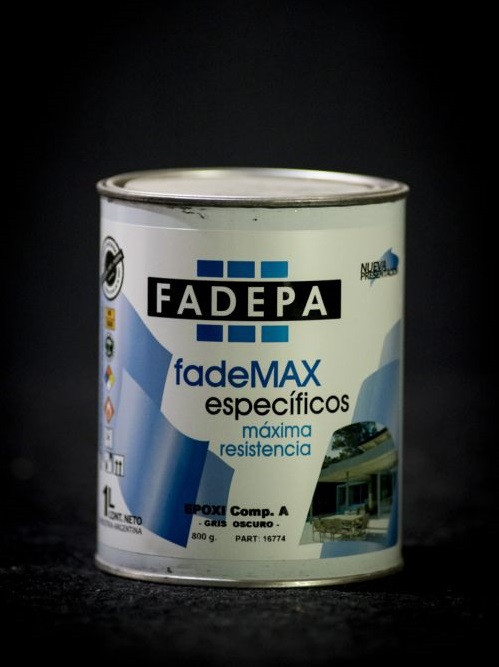 NUEVA
PRESENTACIÓN
FADEPA
fadeMAX
específicos
máxima
resistencia
1L
CONT. NETO
INDUSTRIA ARGENTINA
EPOXI Comp. A
- GRIS OSCURO -
800 g. PART: 16774